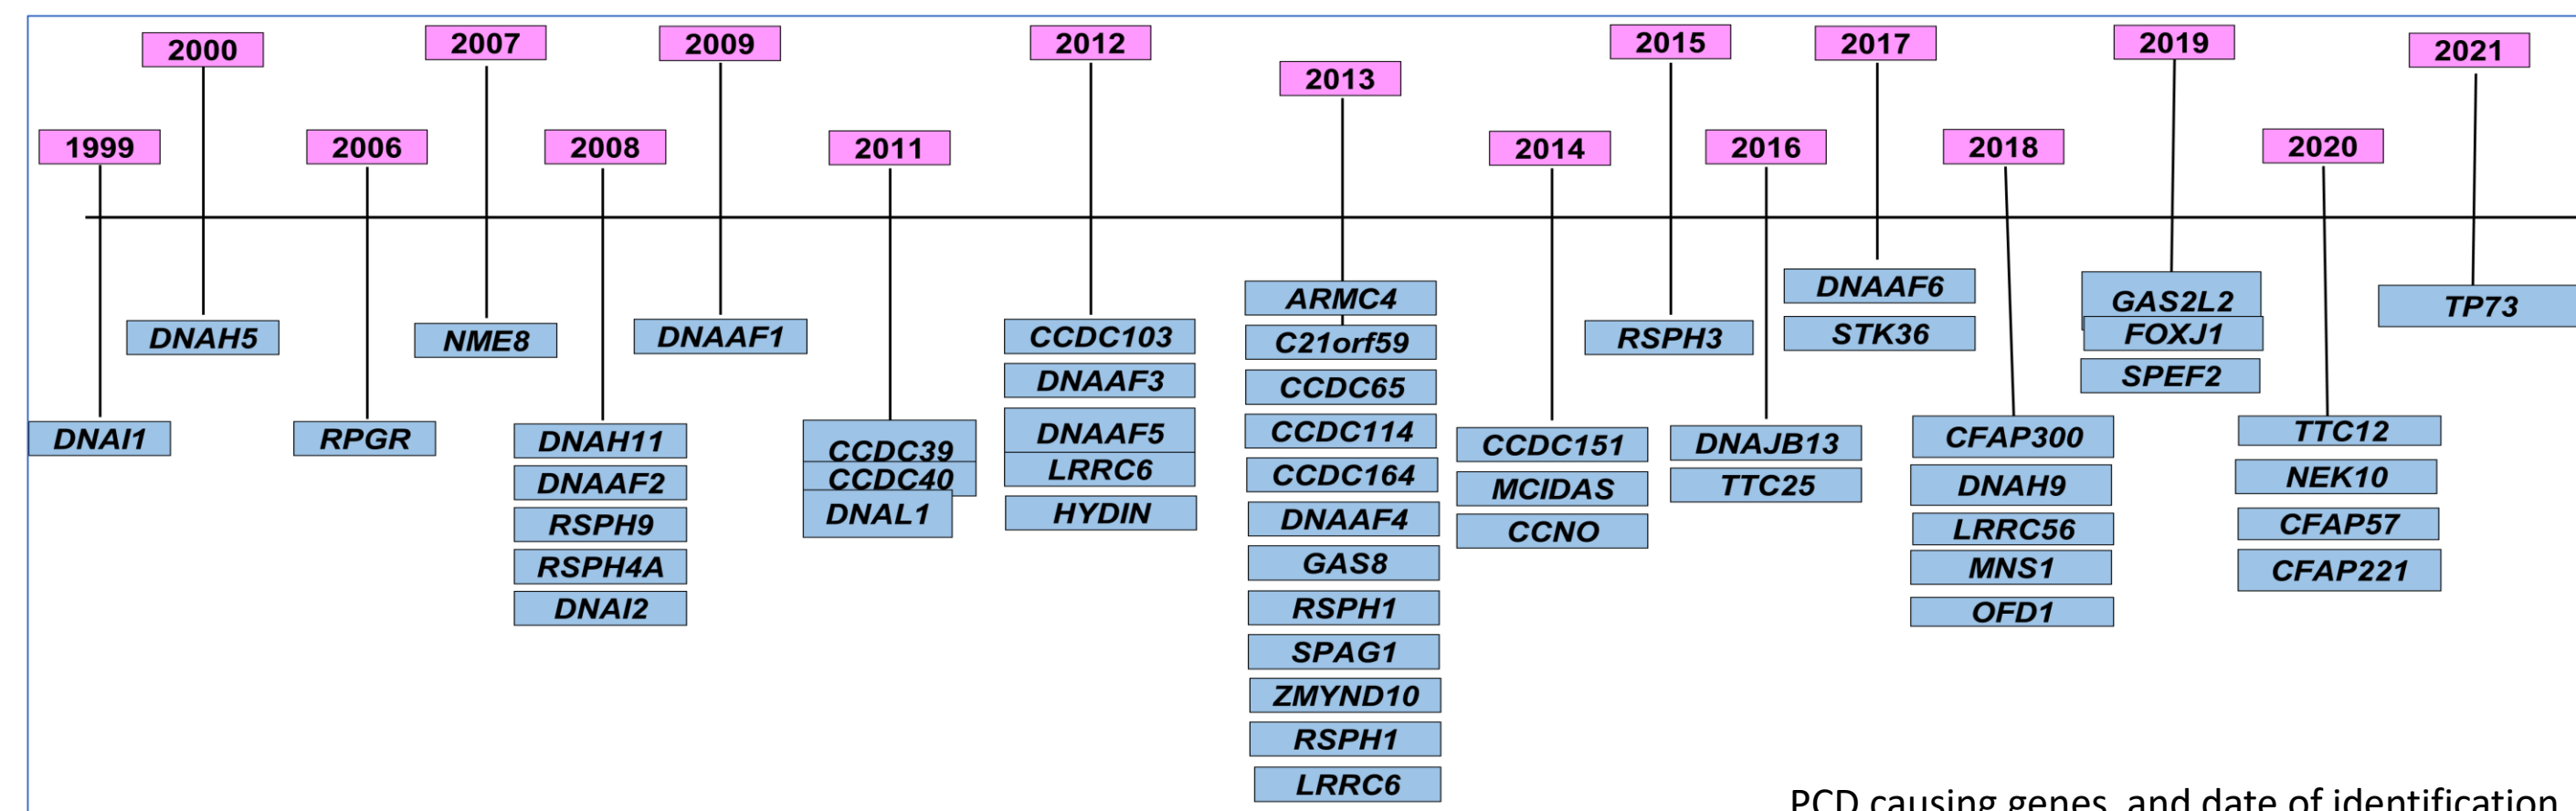 1999
DNAI1
2000
DNAH5
2006
RPGR
2007
NME8
2008
DNAH11
DNAAF2
RSPH9
RSPH4A
DNAI2
2009
DNAAF1
2011
CCDC39
CCDC40
DNAL1
2012
CCDC103
DNAAF3
DNAAF5
LRRC6
HYDIN
2013
ARMC4
C21orf59
CCDC65
CCDC114
CCDC164
DNAAF4
GAS8
RSPH1
SPAG1
ZMYND10
RSPH1
LRRC6
2014
CCDC151
MCIDAS
CCNO
2015
RSPH3
2016
DNAJB13
TTC25
2017
DNAAF6
STK36
2018
CFAP300
DNAH9
LRRC56
MNS1
OFD1
2019
GAS2L2
FOXJ1
SPEF2
2020
TTC12
NEK10
CFAP57
CFAP221
2021
TP73
PCD causing genes and date of identification